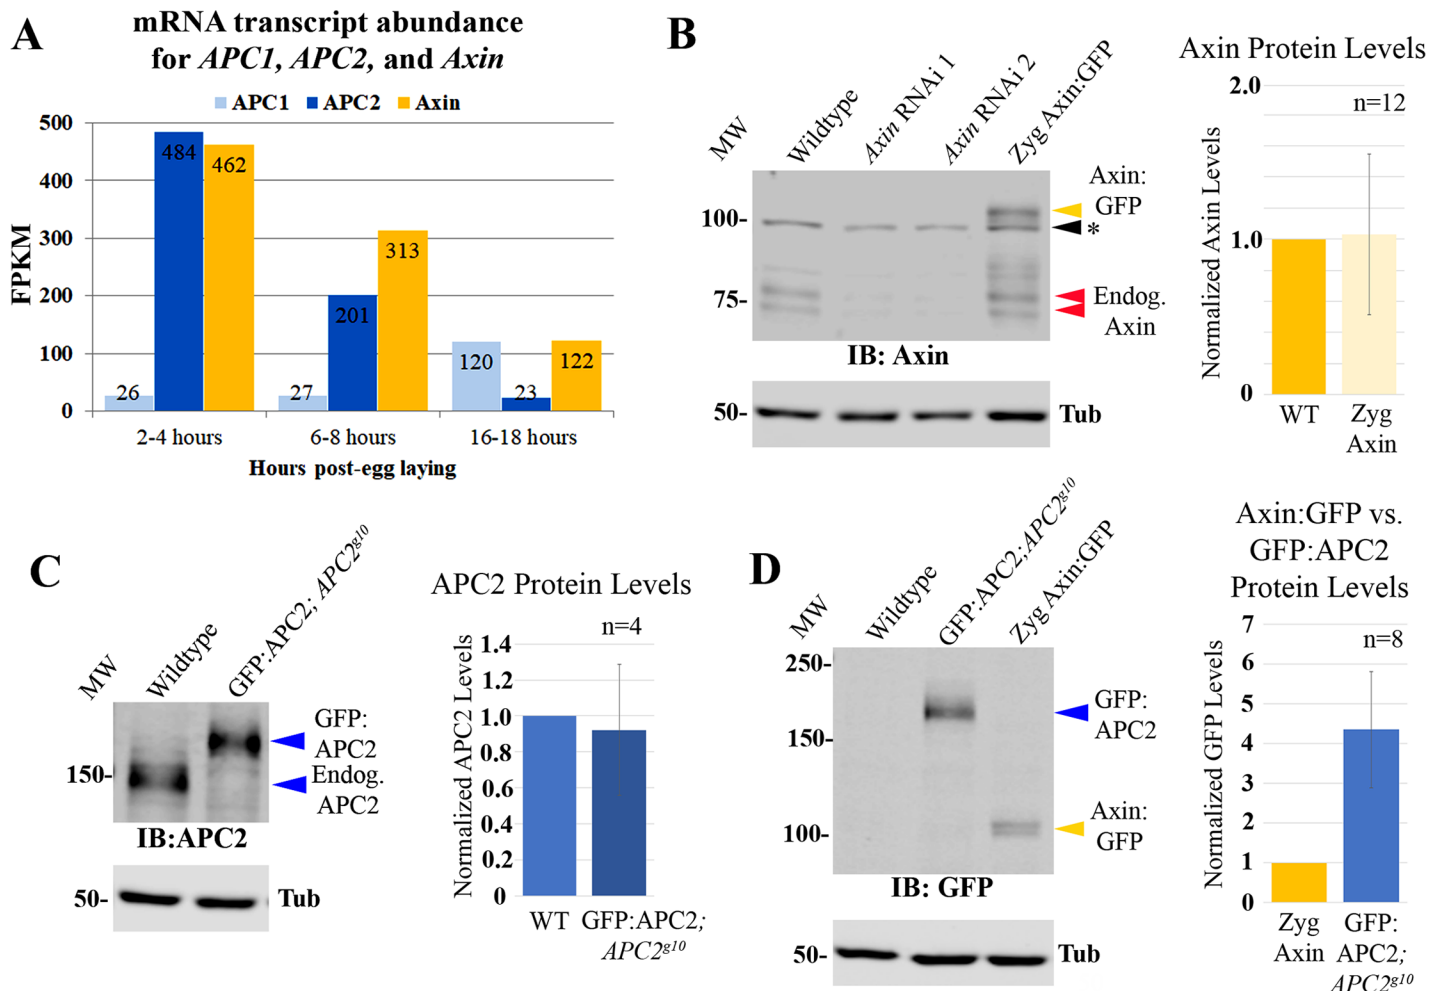 A
mRNA transcript abundance
for APC1, APC2, and Axin
APC1 APC2 Axin
FPKM
500
400
300
200
100
0
26
484
462
27
201
313
120
23
122
2-4 hours
6-8 hours
16-18 hours
Hours post-egg laying
B
MW
Wildtype
Axin RNAi 1
Axin RNAi 2
Zyg Axin:GFP
100-
75-
Axin:
GFP
*
Endog.
Axin
IB: Axin
50-
Tub
Axin Protein Levels
n=12
Normalized Axin Levels
2.0
1.0
0
WT
Zyg
Axin
C
MW
Wildtype
GFP:APC2; APC2g10
150-
GFP:
APC2
Endog.
APC2
IB:APC2
50-
Tub
APC2 Protein Levels
n=4
Normalized APC2 Levels
1.4
1.2
1.0
0.8
0.6
0.4
0.2
0
WT
GFP:APC2;
APC2g10
D
MW
Wildtype
GFP:APC2;APC2g10
Zyg Axin:GFP
250-
150-
100-
GFP:
APC2
Axin:
GFP
IB: GFP
50-
Tub
Axin:GFP vs.
GFP:APC2
Protein Levels
n=8
Normalized GFP Levels
7
6
5
4
3
2
1
0
Zyg
Axin
GFP:
APC2;
APC2g10